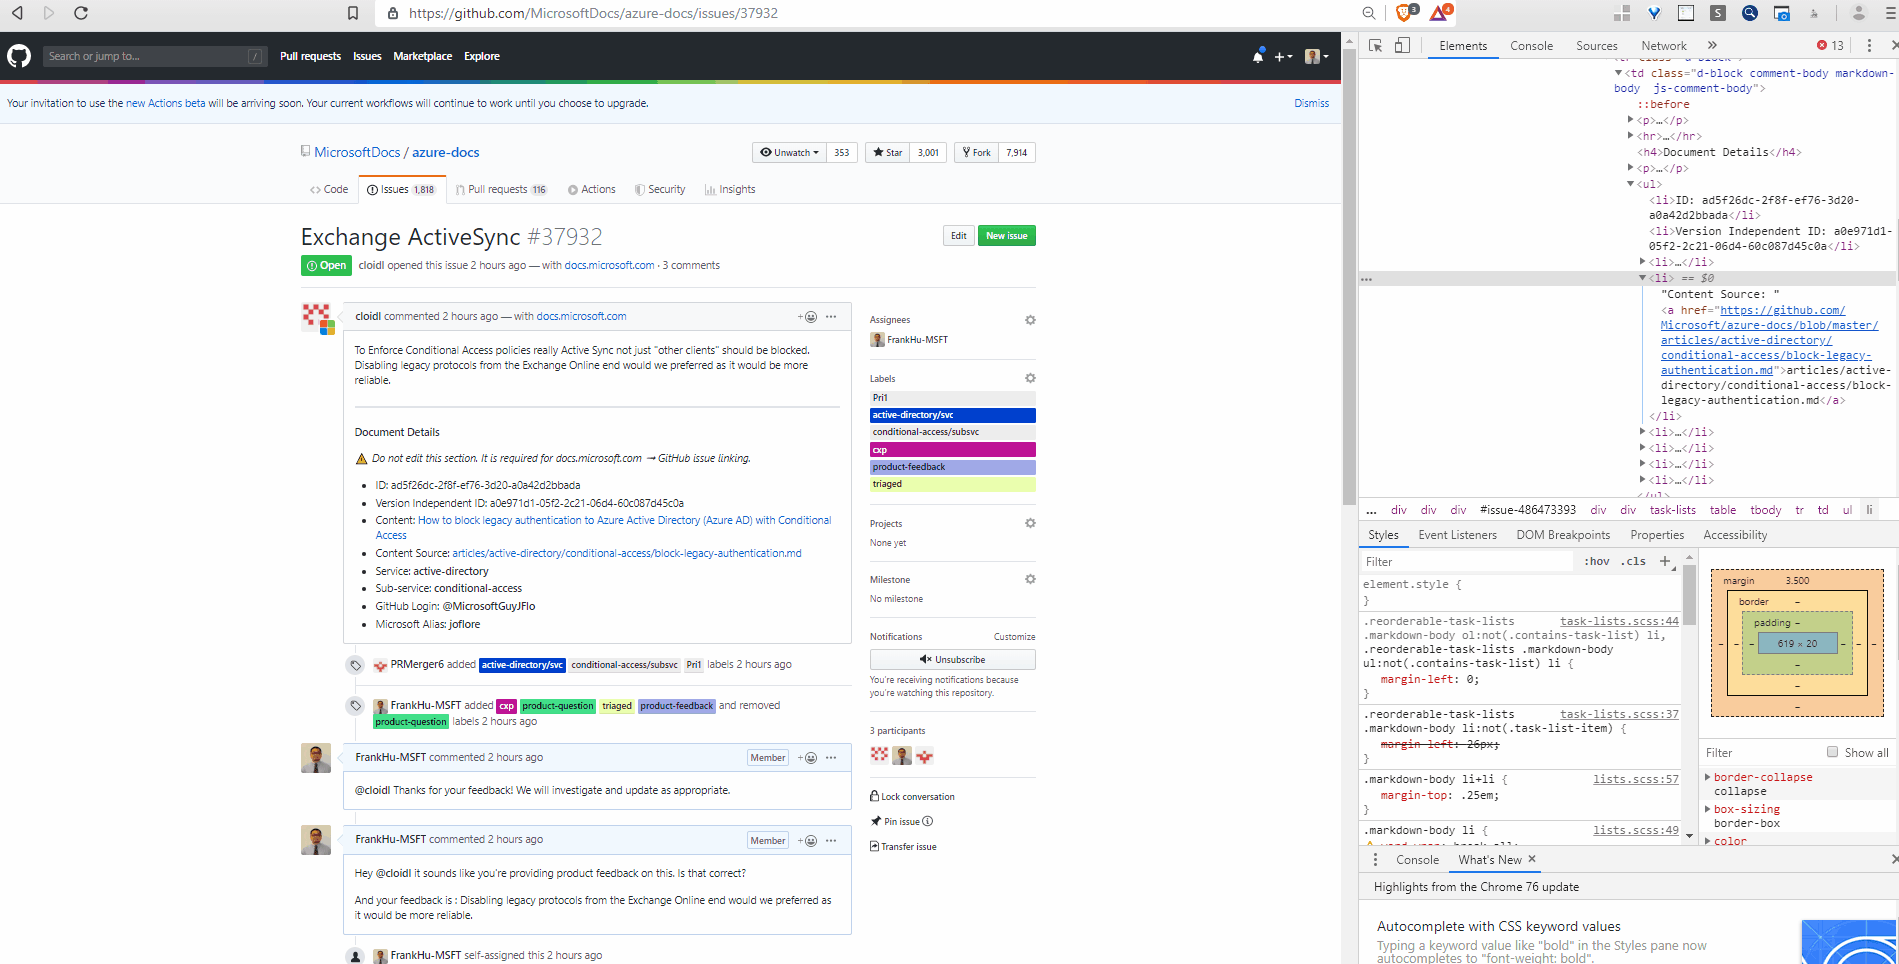 https://github.com/MicrosoftDocs/azure-docs/issues/37932
3
4
S
Search or jump to...
/
Pull requests
Issues
Marketplace
Explore
Your invitation to use the new Actions beta will be arriving soon. Your current workflows will continue to work until you choose to upgrade.
Dismiss
MicrosoftDocs / azure-docs
Unwatch 353
Star 3,001
Fork 7,914
Code
Issues 1,818
Pull requests 116
Actions
Security
Insights
Exchange ActiveSync #37932
Edit
New issue
Open
cloidl opened this issue 2 hours ago — with docs.microsoft.com · 3 comments
cloidl commented 2 hours ago — with docs.microsoft.com
To Enforce Conditional Access policies really Active Sync not just "other clients" should be blocked.
Disabling legacy protocols from the Exchange Online end would we preferred as it would be more
reliable.
Document Details
⚠ Do not edit this section. It is required for docs.microsoft.com ➟ GitHub issue linking.
• ID: ad5f26dc-2f8f-ef76-3d20-a0a42d2bbada
• Version Independent ID: a0e971d1-05f2-2c21-06d4-60c087d45c0a
• Content: How to block legacy authentication to Azure Active Directory (Azure AD) with Conditional
Access
• Content Source: articles/active-directory/conditional-access/block-legacy-authentication.md
• Service: active-directory
• Sub-service: conditional-access
• GitHub Login: @MicrosoftGuyJFlo
• Microsoft Alias: joflore
PRMerger6 added active-directory/svc conditional-access/subsvc Pri1 labels 2 hours ago
FrankHu-MSFT added cxp product-question triaged product-feedback and removed
product-question labels 2 hours ago
FrankHu-MSFT commented 2 hours ago
Member
@cloidl Thanks for your feedback! We will investigate and update as appropriate.
FrankHu-MSFT commented 2 hours ago
Member
Hey @cloidl it sounds like you're providing product feedback on this. Is that correct?
And your feedback is : Disabling legacy protocols from the Exchange Online end would we preferred as
it would be more reliable.
FrankHu-MSFT self-assigned this 2 hours ago
Assignees
FrankHu-MSFT
Labels
Pri1
active-directory/svc
conditional-access/subsvc
cxp
product-feedback
triaged
Projects
None yet
Milestone
No milestone
Notifications
Customize
Unsubscribe
You're receiving notifications because
you're watching this repository.
3 participants
Lock conversation
Pin issue
Transfer issue
Elements
Console
Sources
Network
»
13
<td class="d-block comment-body markdown-
body  js-comment-body">
::before
<p>…</p>
<hr>…</hr>
<h4>Document Details</h4>
<p>…</p>
<ul>
<li>ID: ad5f26dc-2f8f-ef76-3d20-
a0a42d2bbada</li>
<li>Version Independent ID: a0e971d1-
05f2-2c21-06d4-60c087d45c0a</li>
<li>…</li>
... <li> == $0
"Content Source: "
<a href="https://github.com/
Microsoft/azure-docs/blob/master/
articles/active-directory/
conditional-access/block-legacy-
authentication.md">articles/active-
directory/conditional-access/block-
legacy-authentication.md</a>
</li>
<li>…</li>
<li>…</li>
<li>…</li>
<li>…</li>
</ul>
... div div div #issue-486473393 div div task-lists table tbody tr td ul li
Styles
Event Listeners
DOM Breakpoints
Properties
Accessibility
Filter
:hov .cls +
element.style {
}
.reorderable-task-lists task-lists.scss:44
.markdown-body ol:not(.contains-task-list) li,
.reorderable-task-lists .markdown-body
ul:not(.contains-task-list) li {
margin-left: 0;
}
.reorderable-task-lists task-lists.scss:37
.markdown-body li:not(.task-list-item) {
margin-left: 26px;
}
.markdown-body li+li { lists.scss:57
margin-top: .25em;
}
.markdown-body li { lists.scss:49
margin 3.500
border –
padding –
619 × 20
Filter
Show all
border-collapse
collapse
box-sizing
border-box
color
Console
What's New ×
Highlights from the Chrome 76 update
Autocomplete with CSS keyword values
Typing a keyword value like "bold" in the Styles pane now
autocompletes to "font-weight: bold".